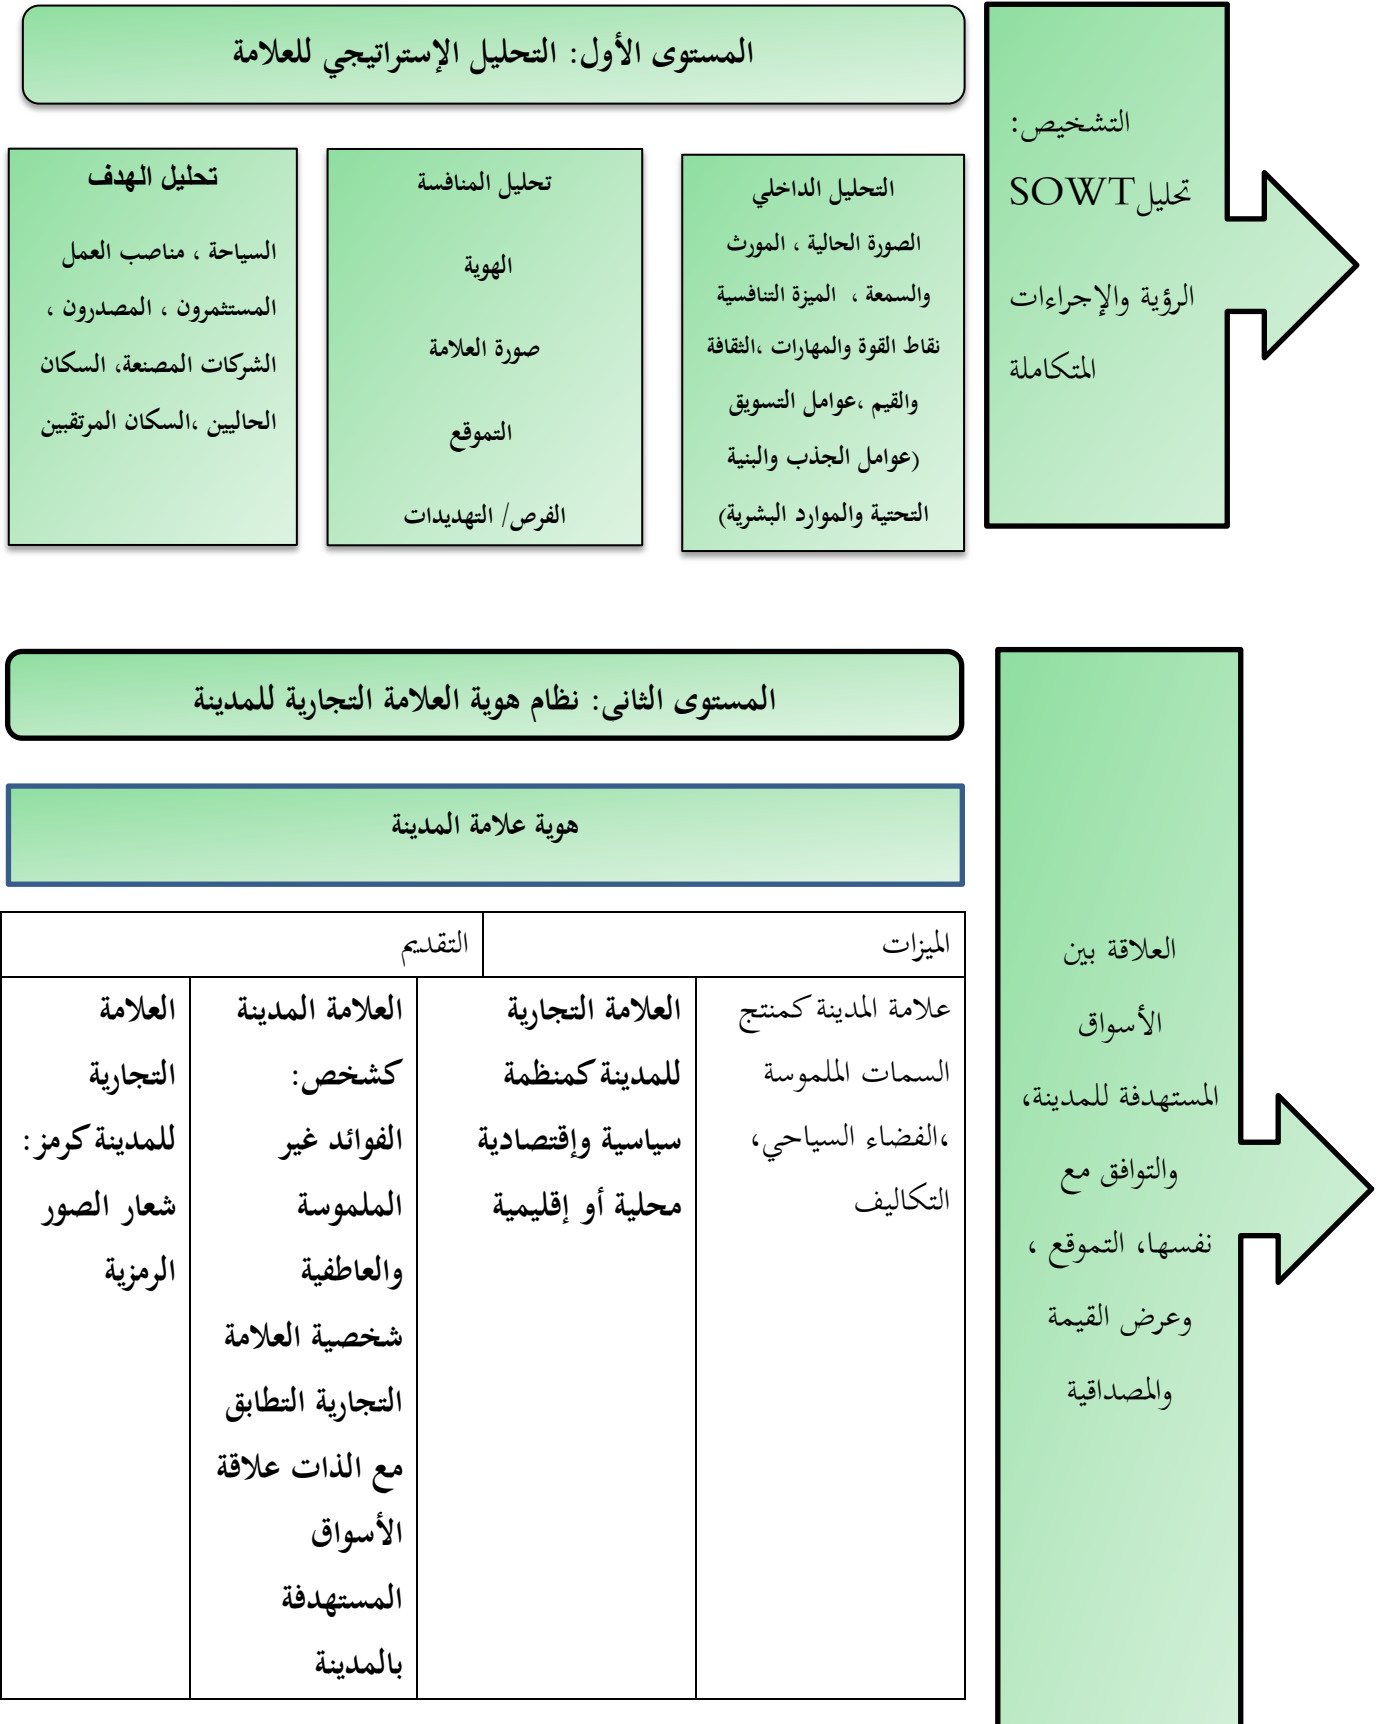 المستوى الأول: التحليل الإستراتيجي للعلامة
التشخيص:
تحليل SOWT
الرؤية والإجراءات
المتكاملة
التحليل الداخلي
الصورة الحالية ، المورث
والسمعة ، الميزة التنافسية
نقاط القوة والمهارات ،الثقافة
والقيم ،عوامل التسويق
(عوامل الجذب والبنية
التحتية والموارد البشرية)
تحليل المنافسة
الهوية
صورة العلامة
التموقع
الفرص/ التهديدات
تحليل الهدف
السياحة ، مناصب العمل
المستثمرون ، المصدرون ،
الشركات المصنعة، السكان
الحاليين ،السكان المرتقبين
المستوى الثانى: نظام هوية العلامة التجارية للمدينة
هوية علامة المدينة
العلاقة بين
الأسواق
المستهدفة للمدينة،
والتوافق مع
نفسها، التموقع ،
وعرض القيمة
والمصداقية
الميزات
التقديم
علامة المدينة كمنتج
السمات الملموسة
،الفضاء السياحي،
التكاليف
العلامة التجارية
للمدينة كمنظمة
سياسية وإقتصادية
محلية أو إقليمية
العلامة المدينة
كشخص:
الفوائد غير
الملموسة
والعاطفية
شخصية العلامة
التجارية التطابق
مع الذات علاقة
الأسواق
المستهدفة
بالمدينة
العلامة
التجارية
للمدينة كرمز:
شعار الصور
الرمزية